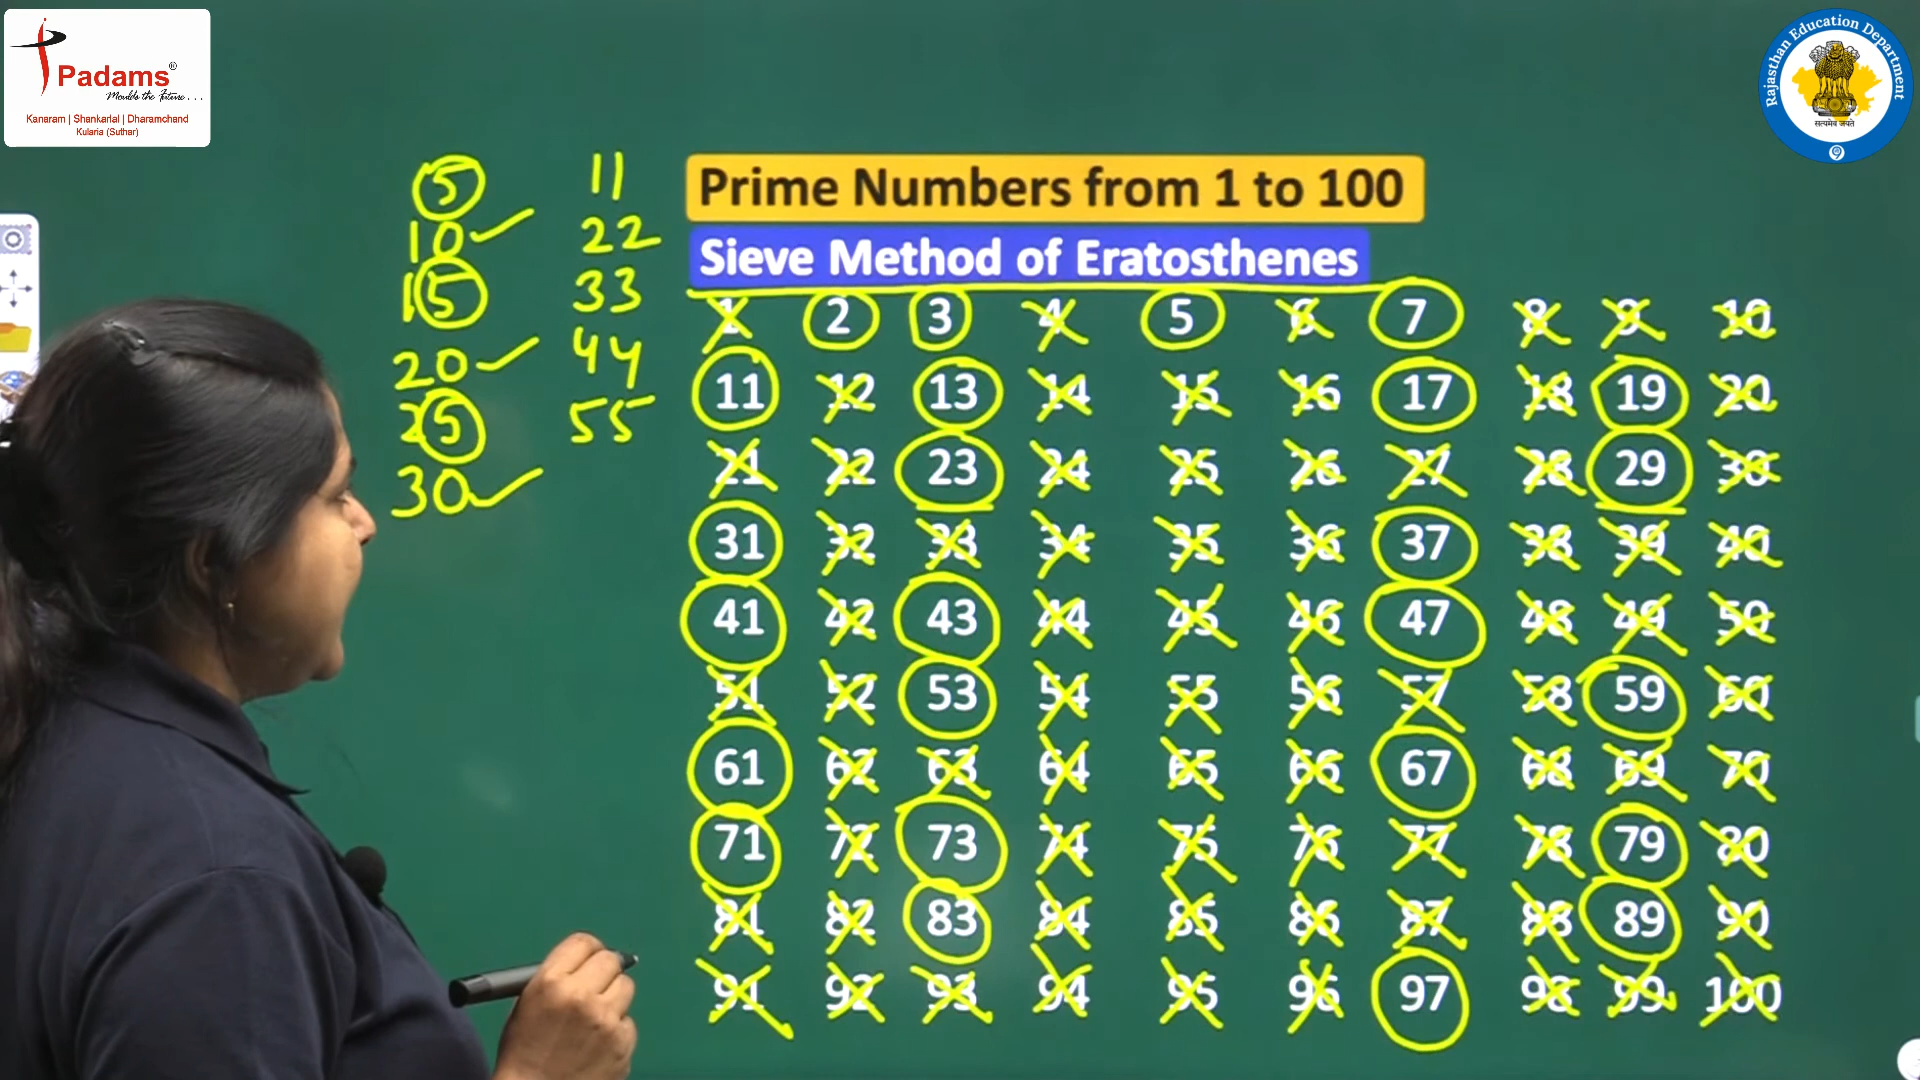 Padams®
Moulds the Future . . .
Kanaram | Shankarlal | Dharamchand
Kularia (Suthar)
Rajasthan Education Department
सत्यमेव जयते
5
10
15
20
25
30
11
22
33
44
55
Prime Numbers from 1 to 100
Sieve Method of Eratosthenes
1 2 3 4 5 6 7 8 9 10
11 12 13 14 15 16 17 18 19 20
21 22 23 24 25 26 27 28 29 30
31 32 33 34 35 36 37 38 39 40
41 42 43 44 45 46 47 48 49 50
51 52 53 54 55 56 57 58 59 60
61 62 63 64 65 66 67 68 69 70
71 72 73 74 75 76 77 78 79 80
81 82 83 84 85 86 87 88 89 90
91 92 93 94 95 96 97 98 99 100